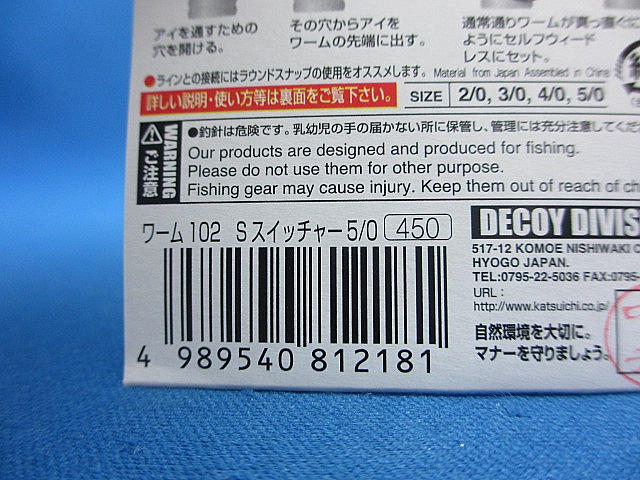 アイを通すための
穴を開ける。
その穴からアイを
ワームの先端に出す。
通常通りワームが真っ直ぐに
ようにセルフウィード
レスにセット。
●ラインとの接続にはラウンドスナップの使用をオススメします。 Material from Japan Assembled in China
詳しい説明・使い方等は裏面をご覧下さい。
SIZE 2/0, 3/0, 4/0, 5/0
WARNING
ご注意
●釣針は危険です。乳幼児の手の届かない所に保管し、管理には充分注意してくだ
Our products are designed and produced for fishing.
Please do not use them for other purpose.
Fishing gear may cause injury. Keep them out of reach of ch
ワーム102 Sスイッチャー5/0 450
4 989540 812181
DECOY DIVIS
517-12 KOMOE NISHIWAKI C
HYOGO JAPAN.
TEL:0795-22-5036 FAX:0795-
URL:
http://www.katsuichi.co.jp/
自然環境を大切に。
マナーを守りましょう。